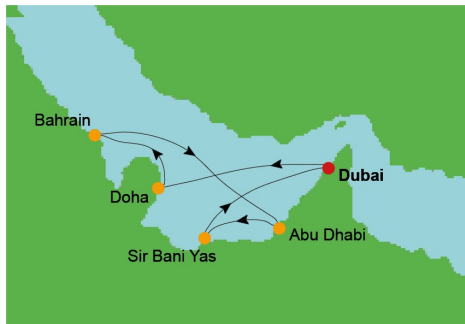 Bahrain
Dubai
Doha
Abu Dhabi
Sir Bani Yas